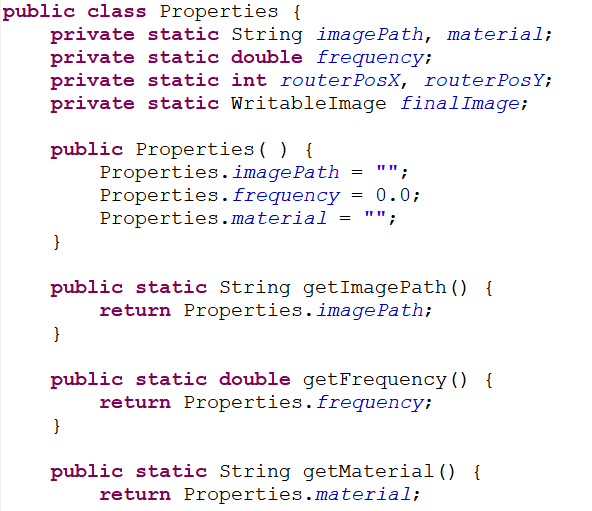 public class Properties {
    private static String imagePath, material;
    private static double frequency;
    private static int routerPosX, routerPosY;
    private static WritableImage finalImage;

    public Properties( ) {
        Properties.imagePath = "";
        Properties.frequency = 0.0;
        Properties.material = "";
    }

    public static String getImagePath() {
        return Properties.imagePath;
    }

    public static double getFrequency() {
        return Properties.frequency;
    }

    public static String getMaterial() {
        return Properties.material;